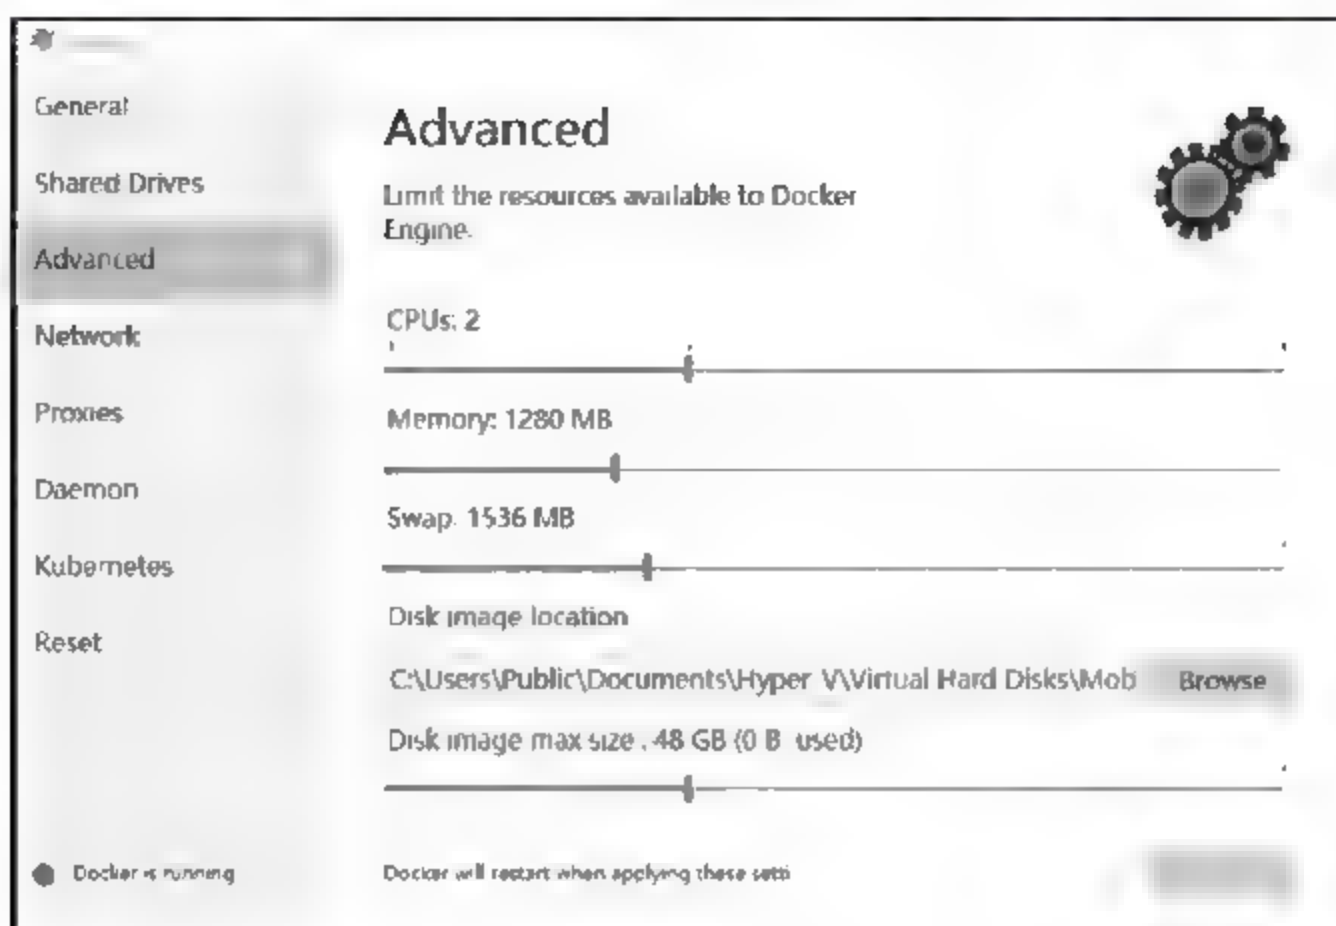 General
Shared Drives
Advanced
Network
Proxies
Daemon
Kubernetes
Reset
Docker is running
Advanced
Limit the resources available to Docker
Engine.
CPUs: 2
Memory: 1280 MB
Swap: 1536 MB
Disk image location
C:\Users\Public\Documents\Hyper V\Virtual Hard Disks\Mob
Browse
Disk image max size : 48 GB (0 B used)
Docker will restart when applying these setti